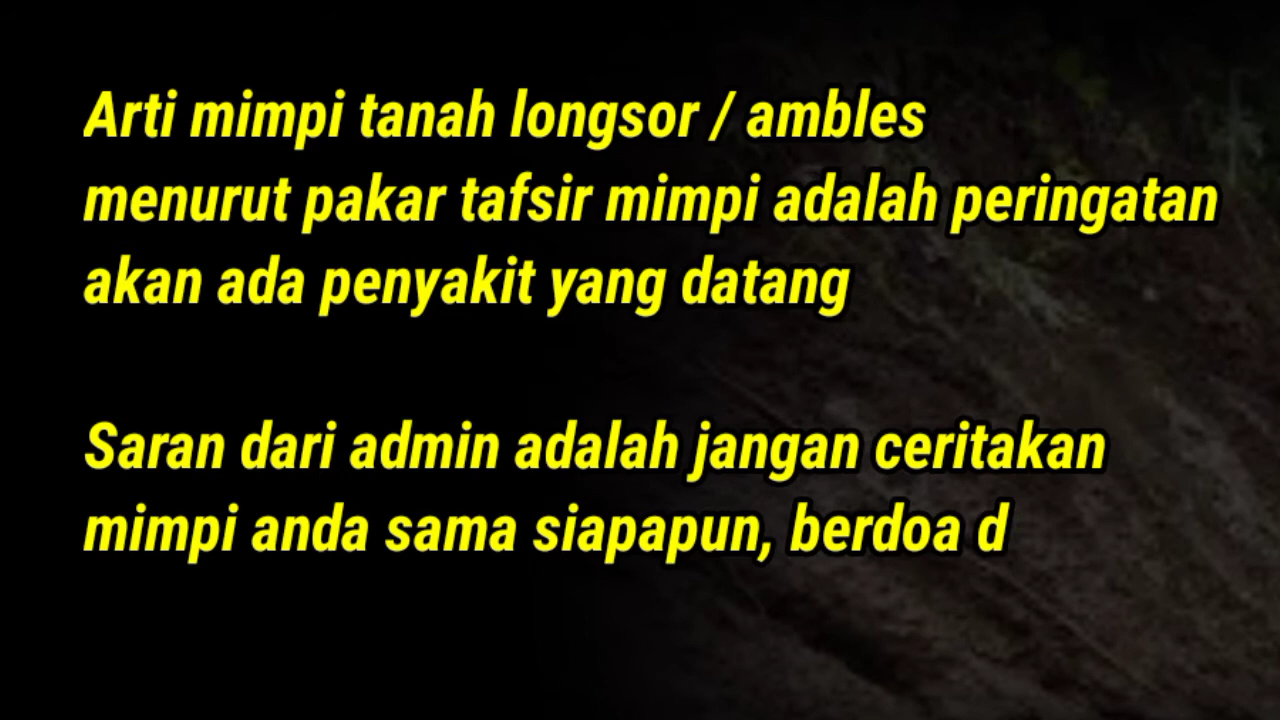 Arti mimpi tanah longsor / ambles
menurut pakar tafsir mimpi adalah peringatan
akan ada penyakit yang datang
Saran dari admin adalah jangan ceritakan
mimpi anda sama siapapun, berdoa d